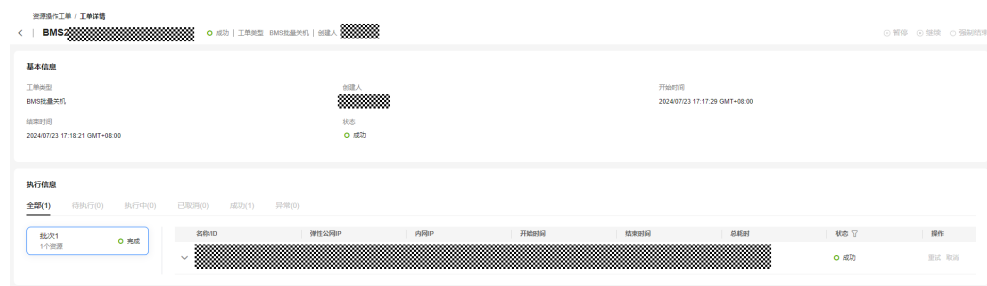 资源操作工单 / 工单详情
BMS2 成功 | 工单类型 BMS批量关机 | 创建人 暂停 继续 强制结束
基本信息
工单类型 创建人 开始时间
BMS批量关机 2024/07/23 17:17:29 GMT+08:00
结束时间 状态
2024/07/23 17:18:21 GMT+08:00 成功
执行信息
全部(1) 待执行(0) 执行中(0) 已取消(0) 成功(1) 异常(0)
批次1 完成
1个资源
名称/ID 弹性公网IP 内网IP 开始时间 结束时间 总耗时 状态 操作
成功 重试 取消